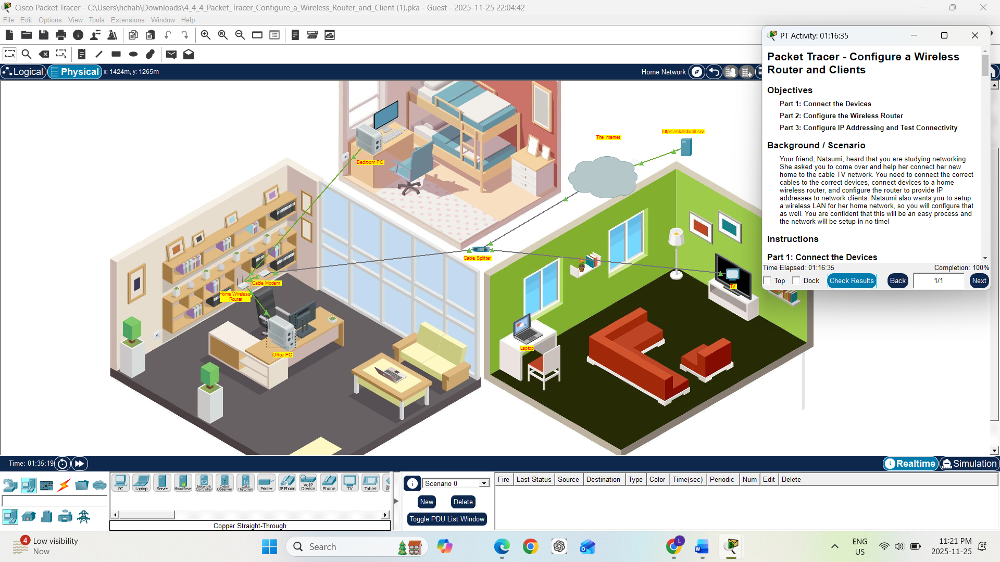 Cisco Packet Tracer - C:\Users\hchah\Downloads\4_4_4_Packet_Tracer_Configure_a_Wireless_Router_and_Client (1).pka - Guest - 2025-11-25 22:04:42
File Edit Options View Tools Extensions Window Help
PT Activity: 01:16:35
Logical
Physical
x: 1424m, y: 1265m
Home Network
Packet Tracer - Configure a Wireless
Router and Clients
Objectives
Part 1: Connect the Devices
Part 2: Configure the Wireless Router
Part 3: Configure IP Addressing and Test Connectivity
Background / Scenario
Your friend, Natsumi, heard that you are studying networking.
She asked you to come over and help her connect her new
home to the cable TV network. You need to connect the correct
cables to the correct devices, connect devices to a home
wireless router, and configure the router to provide IP
addresses to network clients. Natsumi also wants you to setup
a wireless LAN for her home network, so you will configure that
as well. You are confident that this will be an easy process and
the network will be setup in no time!
Instructions
Part 1: Connect the Devices
Time Elapsed: 01:16:35
Completion: 100%
Top
Dock
Check Results
Back
1/1
Next
https://skillsforall.srv
The Internet
Bedroom PC
Cable Splitter
Cable Modem
TV
Home Wireless
Router
Laptop
Office PC
Time: 01:35:19
Realtime
Simulation
PC
Laptop
Server
Meraki Server
Network
Controller
Cyber
Observer
Data
Historian
Printer
IP Phone
VoIP
Device
Phone
TV
Tablet
Copper Straight-Through
Scenario 0
New
Delete
Toggle PDU List Window
Fire Last Status Source Destination Type Color Time(sec) Periodic Num Edit Delete
4
Low visibility
Now
Search
L
ENG
US
11:21 PM
2025-11-25